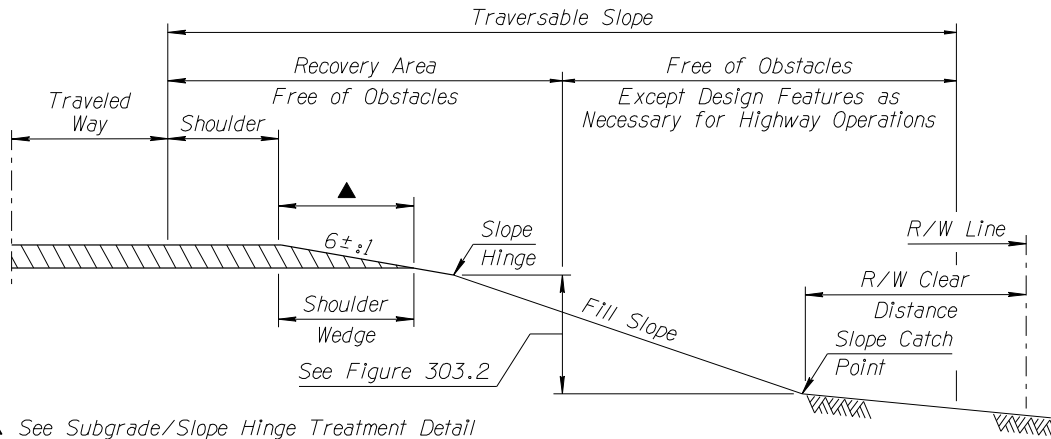 Traversable Slope
Recovery Area
Free of Obstacles
Free of Obstacles
Except Design Features as
Necessary for Highway Operations
Traveled
Way
Shoulder
▲
6±:1
Slope
Hinge
R/W Line
R/W Clear
Distance
Shoulder
Wedge
Fill Slope
Slope Catch
Point
See Figure 303.2
▲ See Subgrade/Slope Hinge Treatment Detail